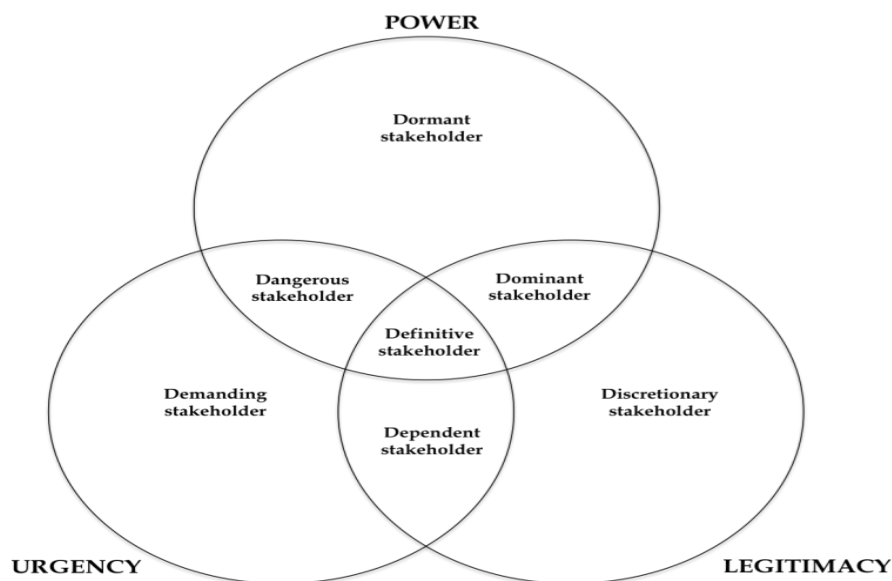 POWER
Dormant
stakeholder
Dangerous
stakeholder
Dominant
stakeholder
Definitive
stakeholder
Demanding
stakeholder
Discretionary
stakeholder
Dependent
stakeholder
URGENCY
LEGITIMACY